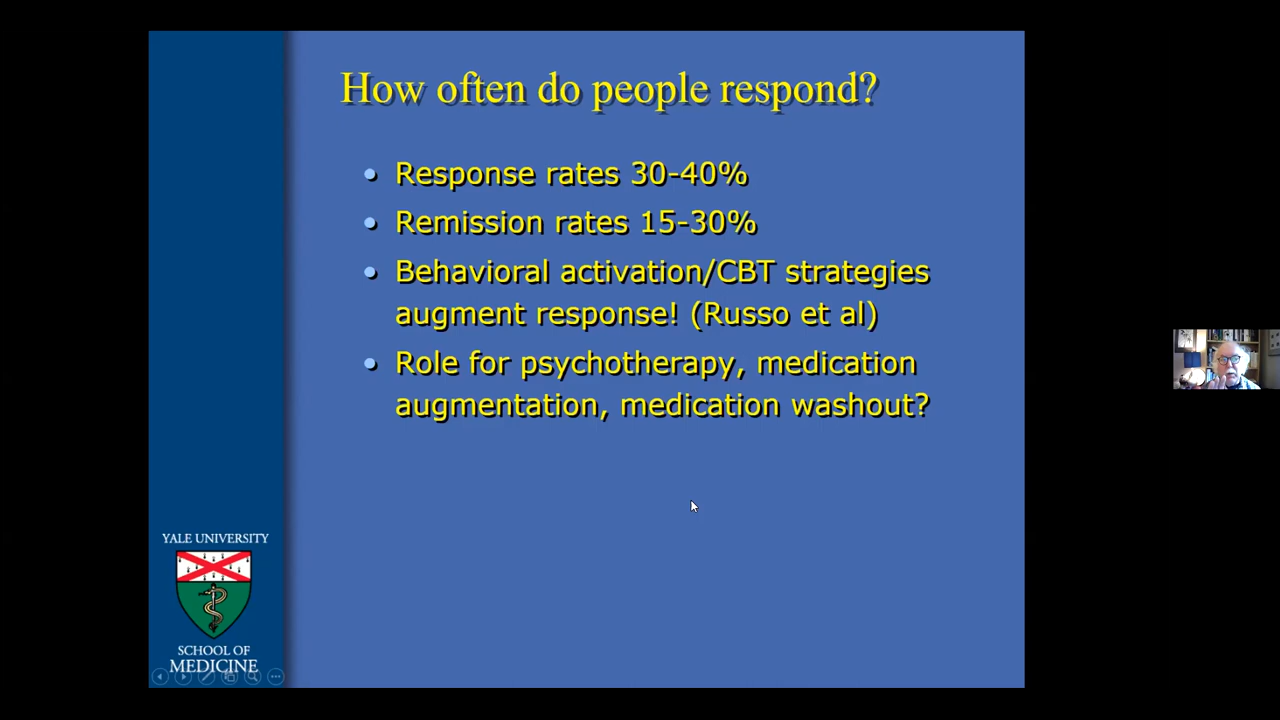 How often do people respond?
• Response rates 30-40%
• Remission rates 15-30%
• Behavioral activation/CBT strategies
augment response! (Russo et al)
• Role for psychotherapy, medication
augmentation, medication washout?
YALE UNIVERSITY
SCHOOL OF
MEDICINE